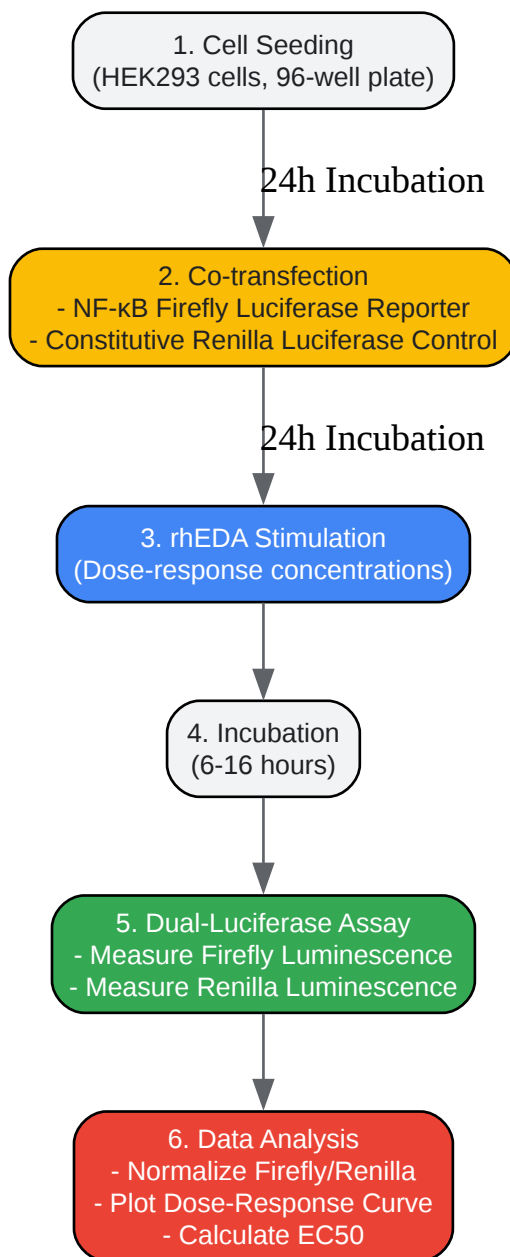 1. Cell Seeding
(HEK293 cells, 96-well plate)
24h Incubation
2. Co-transfection
- NF-κB Firefly Luciferase Reporter
- Constitutive Renilla Luciferase Control
24h Incubation
3. rhEDA Stimulation
(Dose-response concentrations)
4. Incubation
(6-16 hours)
5. Dual-Luciferase Assay
- Measure Firefly Luminescence
- Measure Renilla Luminescence
6. Data Analysis
- Normalize Firefly/Renilla
- Plot Dose-Response Curve
- Calculate EC50